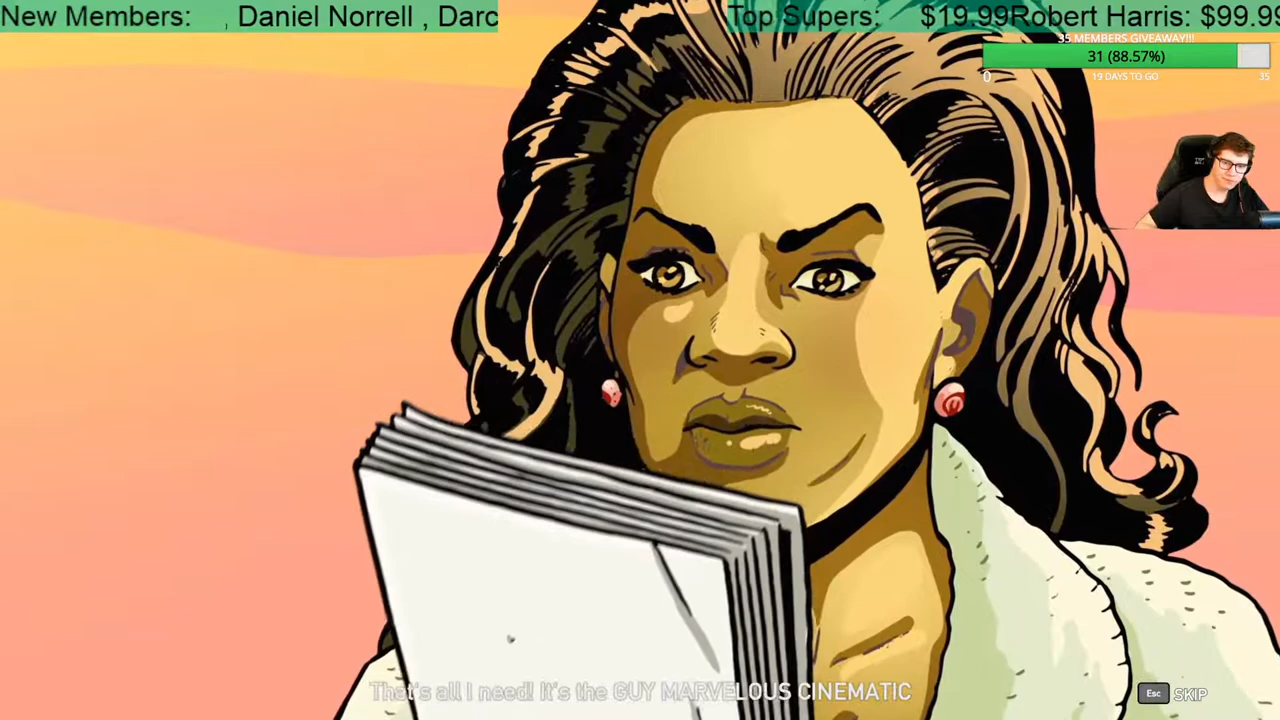 New Members: , Daniel Norrell , Darc
Top Supers: $19.99Robert Harris: $99.99
35 MEMBERS GIVEAWAY!!!
31 (88.57%)
0 19 DAYS TO GO 35
That's all I need! It's the GUY MARVELOUS CINEMATIC
Esc SKIP